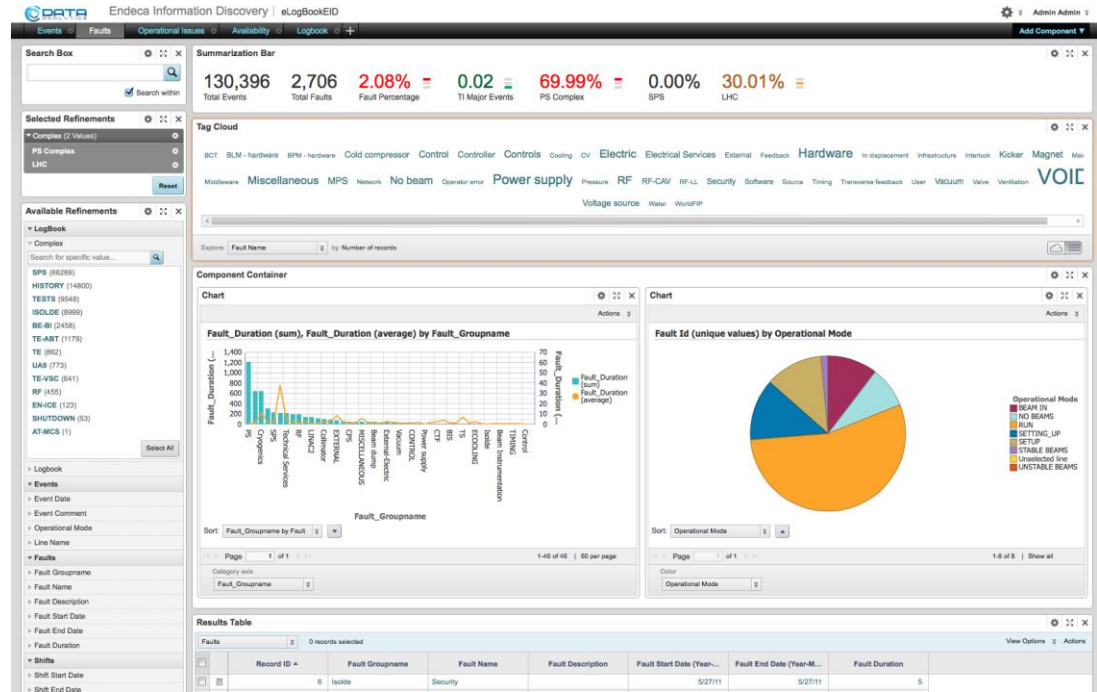 DATA
ANALYTICS
Endeca Information Discovery | eLogBookEID
Admin Admin
Events
Faults
Operational Issues
Availability
Logbook
+
Add Component
Search Box
Search within
Selected Refinements
Complex (2 Values)
PS Complex
LHC
Reset
Available Refinements
LogBook
Complex
Search for specific value...
SPS (66269)
HISTORY (14800)
TESTS (9548)
ISOLDE (8999)
BE-BI (2458)
TE-ABT (1179)
TE (862)
UA9 (773)
TE-VSC (641)
RF (455)
EN-ICE (123)
SHUTDOWN (53)
AT-MCS (1)
Select All
Logbook
Events
Event Date
Event Comment
Operational Mode
Line Name
Faults
Fault Groupname
Fault Name
Fault Description
Fault Start Date
Fault End Date
Fault Duration
Shifts
Shift Start Date
Shift End Date
Summarization Bar
130,396 2,706 2.08% 0.02 69.99% 0.00% 30.01%
Total Events Total Faults Fault Percentage TI Major Events PS Complex SPS LHC
Tag Cloud
BCT BLM - hardware BPM - hardware Cold compressor Control Controller Controls Cooling CV Electric Electrical Services External Feedback Hardware In displacement Infrastructure Interlock Kicker Magnet Main
Middleware Miscellaneous MPS Network No beam Operator error Power supply Pressure RF RF-CAV RF-LL Security Software Source Timing Transverse feedback User Vacuum Valve Ventilation VOID
Voltage source Water WorldFIP
Explore Fault Name by Number of records
Component Container
Chart
Actions
Fault_Duration (sum), Fault_Duration (average) by Fault_Groupname
Fault_Duration (...
1,400
1,200
1,000
800
600
400
200
0
70
60
50
40
30
20
10
0
Fault_Duration (...
Fault_Duration (sum)
Fault_Duration (average)
PS
Cryogenics
SPS
Technical Services
RF
LINAC2
Collimator
EXTERNAL
CPS
MISCELLANEOUS
Beam dump
External-Electric
Vacuum
CONTROL
Power supply
CTF
BIS
TS
ECOOLING
Isolde
Beam Instrumentation
TIMING
Control
Fault_Groupname
Sort: Fault_Groupname by Fault
Page 1 of 1
1-46 of 46 | 50 per page
Category axis
Fault_Groupname
Chart
Actions
Fault Id (unique values) by Operational Mode
Operational Mode
BEAM IN
NO BEAMS
RUN
SETTING_UP
SETUP
STABLE BEAMS
Unselected line
UNSTABLE BEAMS
Sort: Operational Mode
Page 1 of 1
1-8 of 8 | Show all
Color
Operational Mode
Results Table
Faults 0 records selected View Options Actions
Record ID Fault Groupname Fault Name Fault Description Fault Start Date (Year-... Fault End Date (Year-M... Fault Duration
6 Isolde Security 5/27/11 5/27/11 5